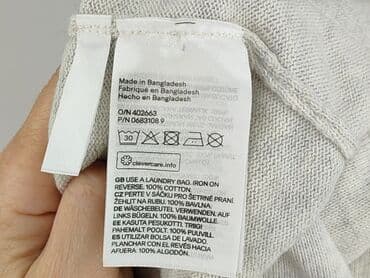 Made in Bangladesh
Fabriqué en Bangladesh
Hecho en Bangladesh
O/N 402663
P/N 0683108 9
30
clevercare.info
GB USE A LAUNDRY BAG. IRON ON
REVERSE. 100% COTTON.
CZ PERTE V SÁČKU PRO ŠETRNÉ PRANÍ.
ŽEHLIT NA RUBU. 100% BAVLNA.
DE WÄSCHEBEUTEL VERWENDEN. AUF
LINKS BÜGELN. 100% BAUMWOLLE.
EE KASUTA PESUKOTTI. TRIIGI
PAHEMALT POOLT. 100% PUUVILL.
ES UTILIZAR BOLSA DE LAVADO.
PLANCHAR CON EL REVÉS HACIA
AFUERA. 100% ALGODÓN.